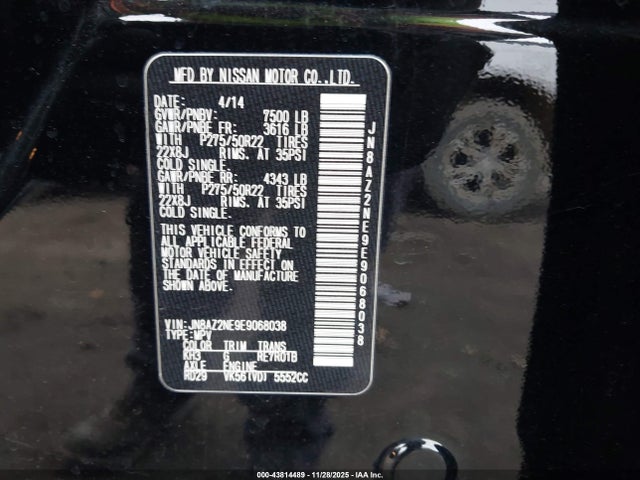 MFD BY NISSAN MOTOR CO.,LTD.
DATE: 4/14
GVWR/PNBV: 7500 LB
GAWR/PNBE FR: 3616 LB
WITH P275/50R22 TIRES
22X8J RIMS. AT 35PSI
COLD SINGLE.
GAWR/PNBE RR: 4343 LB
WITH P275/50R22 TIRES
22X8J RIMS. AT 35PSI
COLD SINGLE.
THIS VEHICLE CONFORMS TO
ALL APPLICABLE FEDERAL
MOTOR VEHICLE SAFETY
STANDARDS IN EFFECT ON
THE DATE OF MANUFACTURE
SHOWN ABOVE.
VIN:JN8AZ2NE9E9068038
TYPE:MPV
COLOR TRIM TRANS
KH3 G RE7R01B
AXLE ENGINE
RD29 VK56(VD) 5552CC
JN8AZ2NE9E9068038
000-43814489 | 11/28/2025 | IAA Inc.